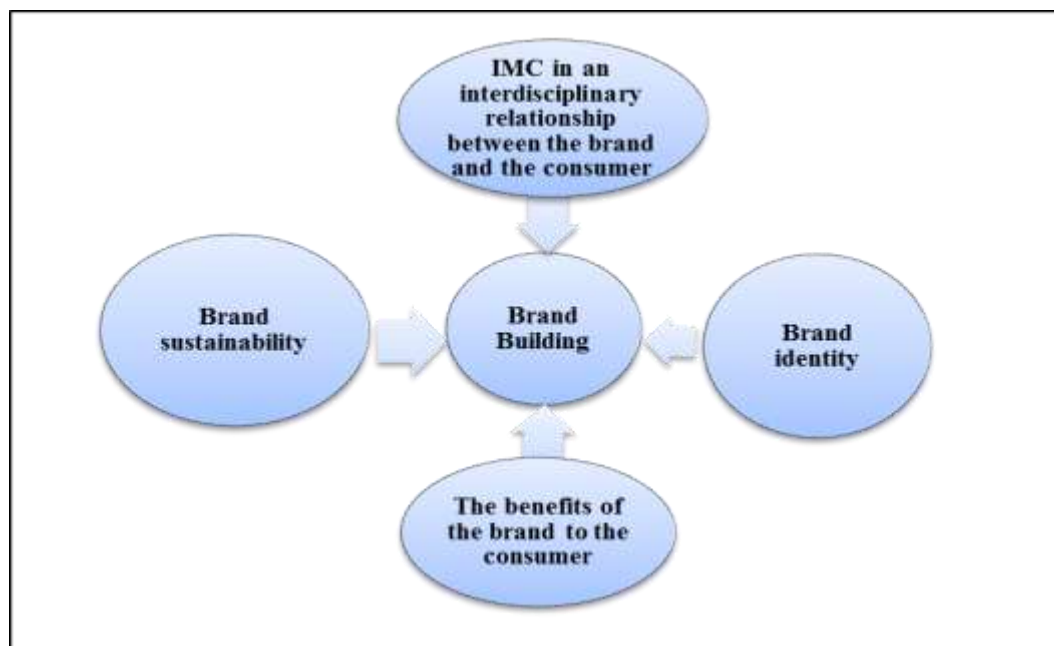 IMC in an
interdisciplinary
relationship
between the brand
and the consumer
Brand
sustainability
Brand
Building
Brand
identity
The benefits of
the brand to the
consumer